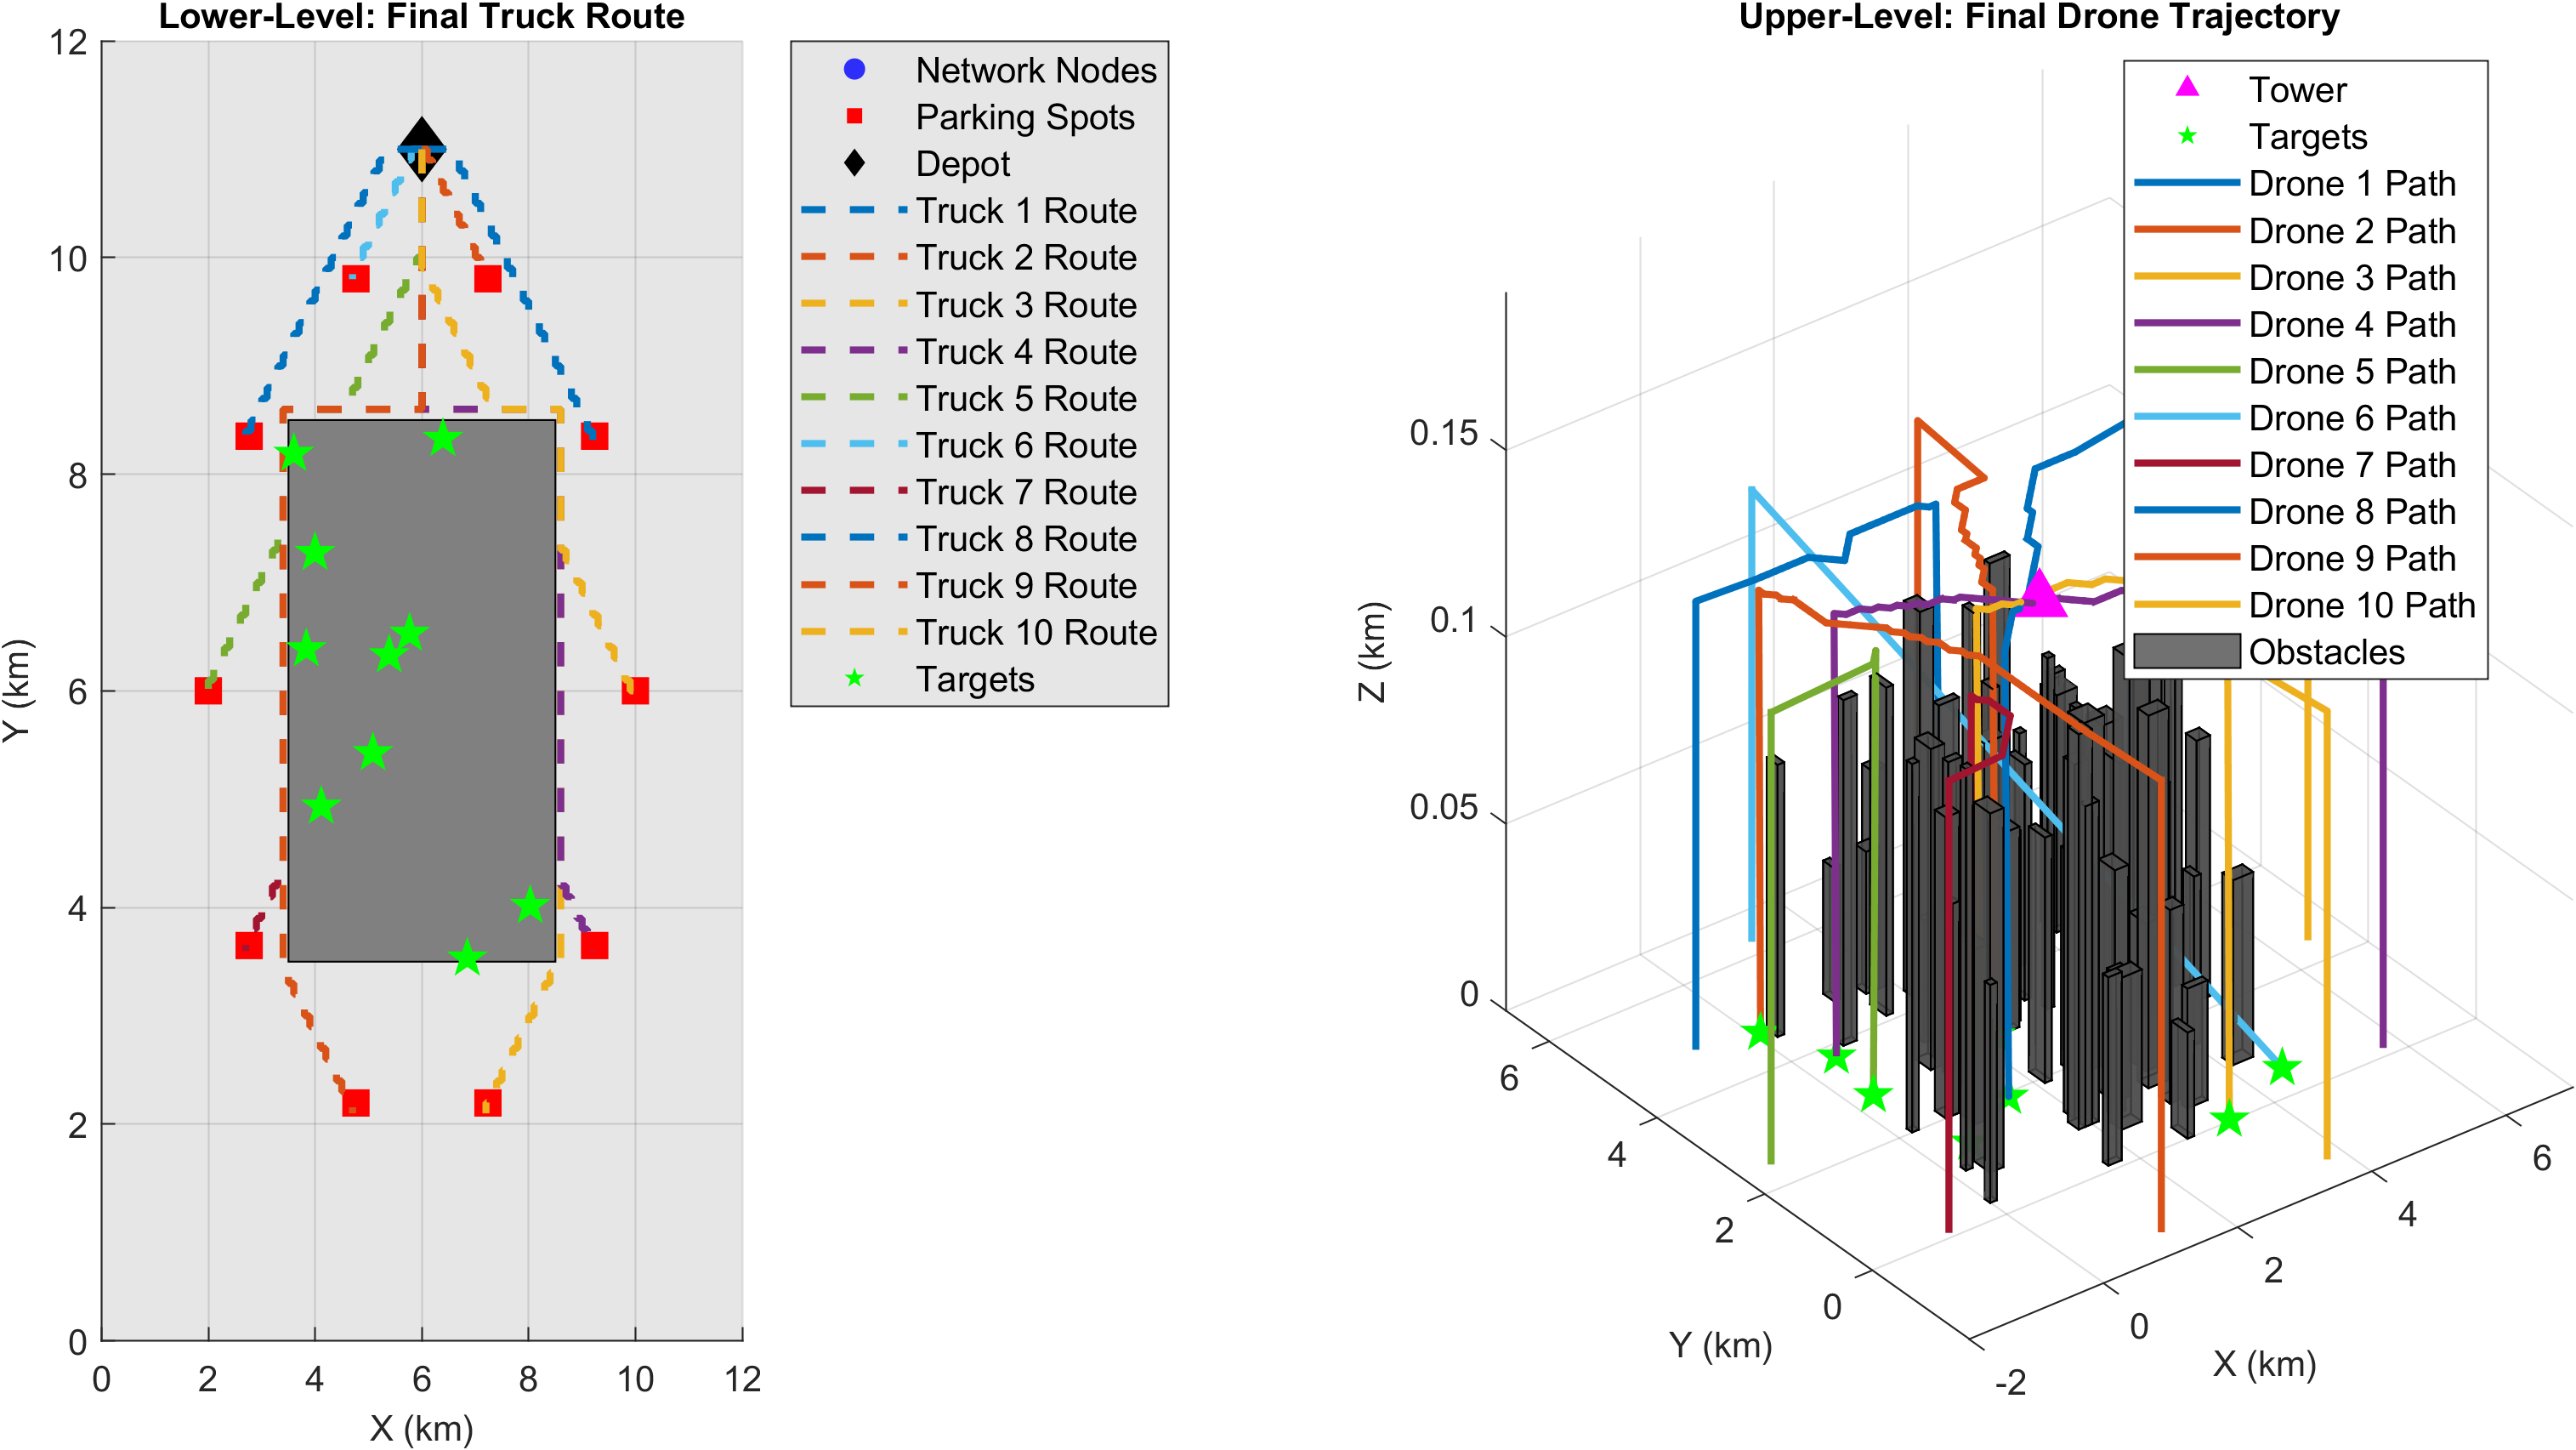 Lower-Level: Final Truck Route
12
10
8
6
4
2
0
0 2 4 6 8 10 12
Y (km)
X (km)
Network Nodes
Parking Spots
Depot
Truck 1 Route
Truck 2 Route
Truck 3 Route
Truck 4 Route
Truck 5 Route
Truck 6 Route
Truck 7 Route
Truck 8 Route
Truck 9 Route
Truck 10 Route
Targets
Upper-Level: Final Drone Trajectory
Tower
Targets
Drone 1 Path
Drone 2 Path
Drone 3 Path
Drone 4 Path
Drone 5 Path
Drone 6 Path
Drone 7 Path
Drone 8 Path
Drone 9 Path
Drone 10 Path
Obstacles
0.15
0.1
0.05
0
Z (km)
6
4
2
0
-2
Y (km)
0
2
4
6
X (km)